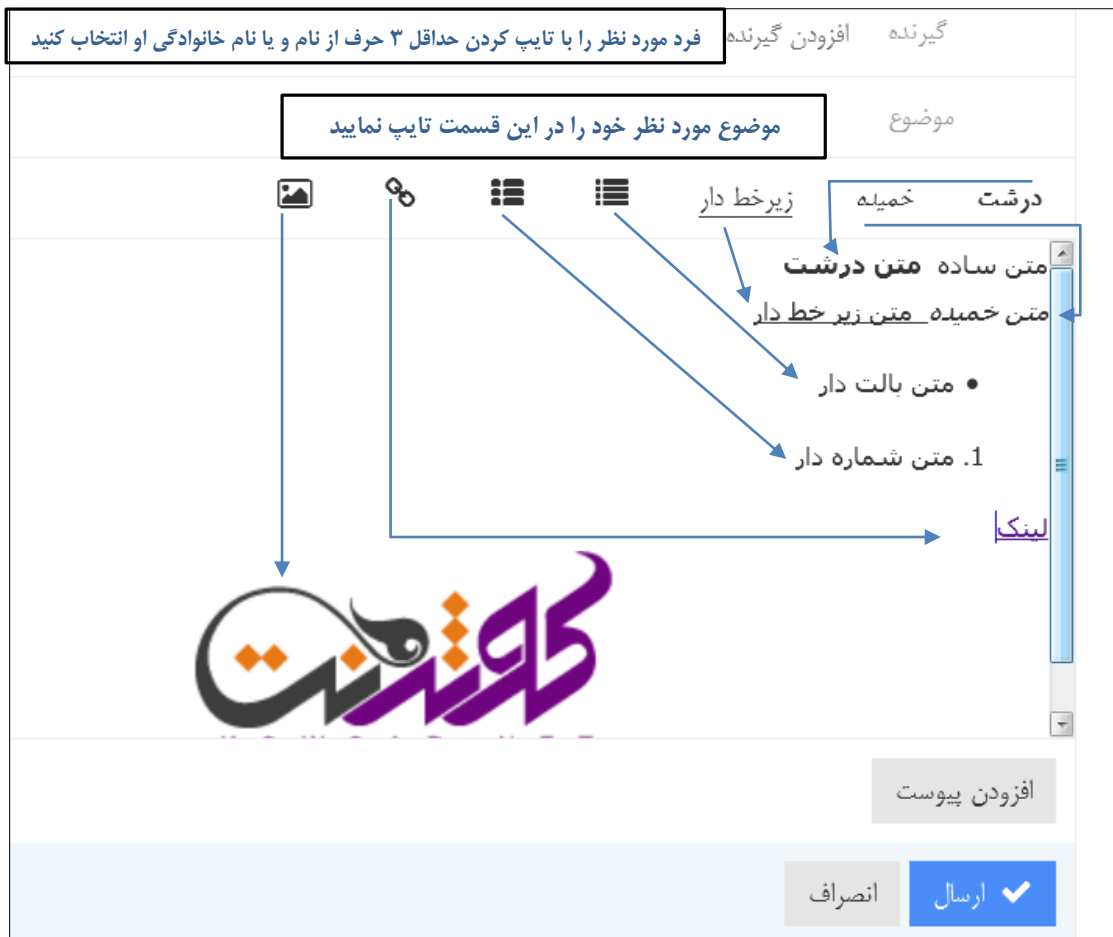 گیرنده افزودن گیرنده فرد مورد نظر را با تایپ کردن حداقل ۳ حرف از نام و یا نام خانوادگی او انتخاب کنید
موضوع موضوع مورد نظر خود را در این قسمت تایپ نمایید
درشت خمیده زیرخط دار
متن ساده متن درشت
متن خمیده متن زیر خط دار
• متن بالت دار
1. متن شماره دار
لینک
کوثرنت
افزودن پیوست
ارسال انصراف